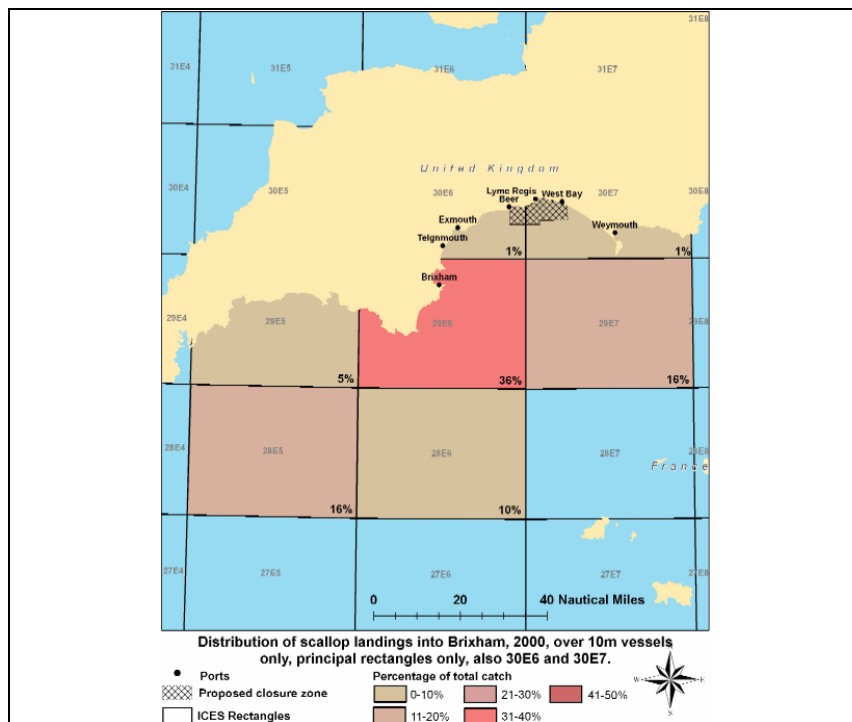 31E8
31E4
31E5
31E6
31E7
30E4
30E5
United Kingdom
30E6
30E7
30E8
Lyme Regis
West Bay
Beer
Exmouth
Weymouth
Teignmouth
1%
1%
Brixham
29E4
29E5
29E6
29E7
29E8
5%
36%
16%
28E4
28E5
28E6
28E7
28E8
France
16%
10%
27E4
27E5
27E6
27E7
27E8
0 20 40 Nautical Miles
Distribution of scallop landings into Brixham, 2000, over 10m vessels
only, principal rectangles only, also 30E6 and 30E7.
Ports
Proposed closure zone
ICES Rectangles
Percentage of total catch
0-10%
21-30%
41-50%
11-20%
31-40%
N
W
E
S